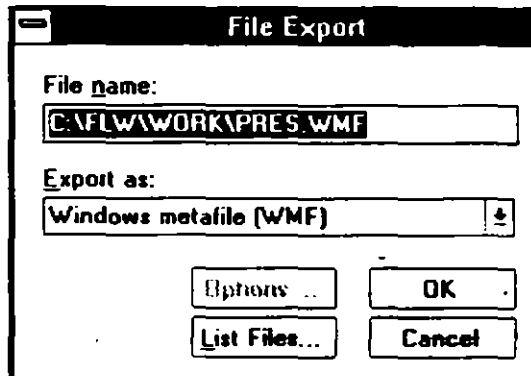 File Export
File name:
C:\FLW\WORK\PRES.WMF
Export as:
Windows metafile (WMF)
Options ...
OK
List Files...
Cancel